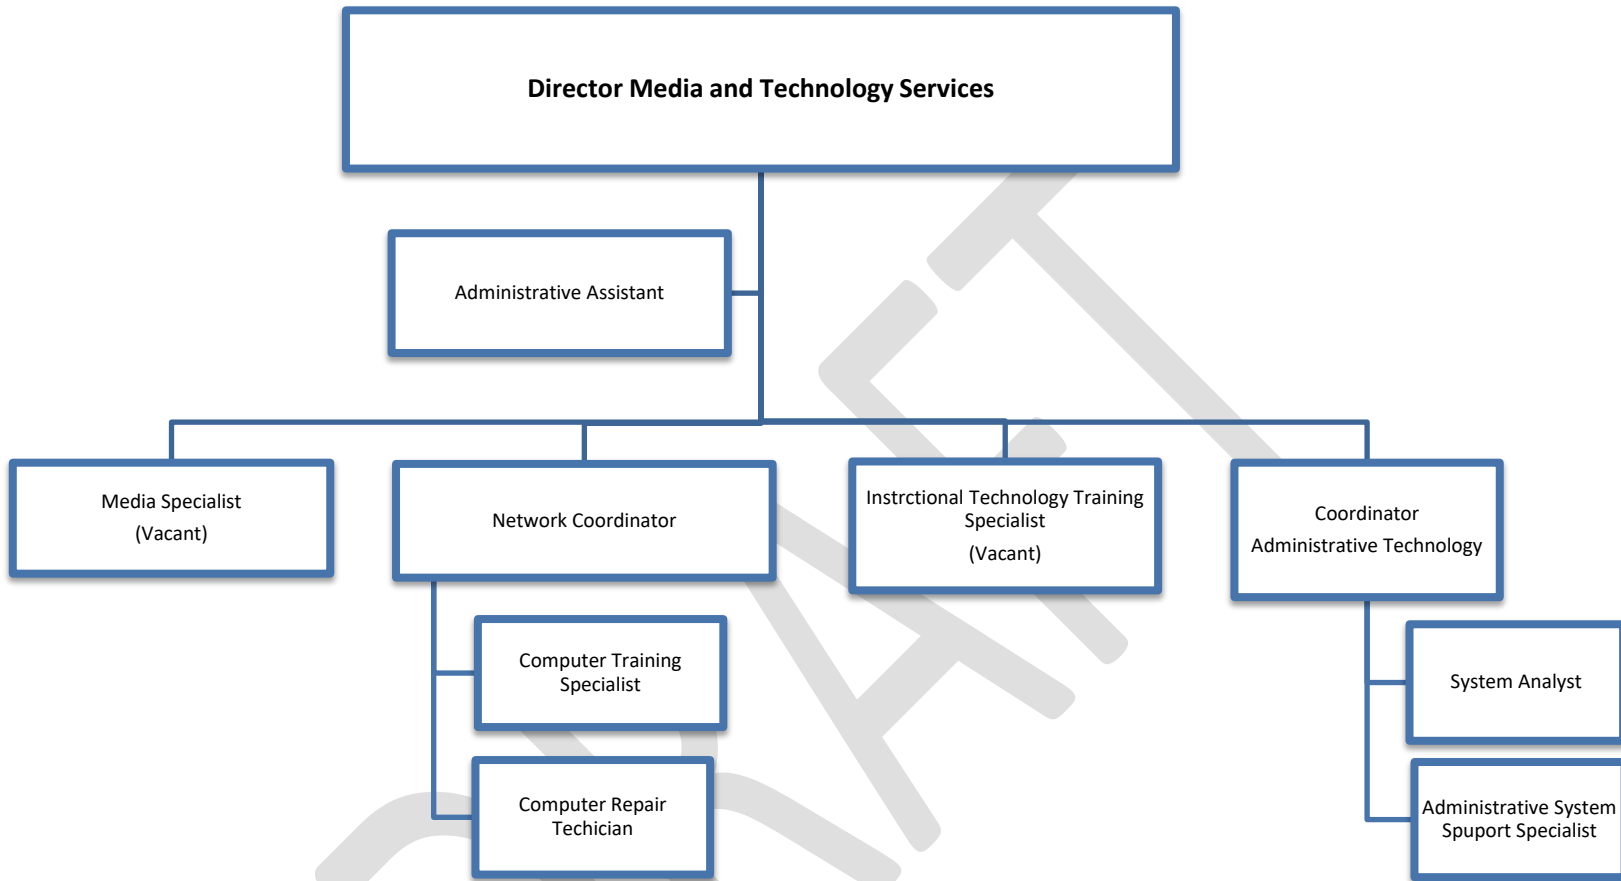 Director Media and Technology Services
Administrative Assistant
Media Specialist
(Vacant)
Network Coordinator
Instrctional Technology Training
Specialist
(Vacant)
Coordinator
Administrative Technology
Computer Training
Specialist
Computer Repair
Techician
System Analyst
Administrative System
Spuport Specialist
DRAFT